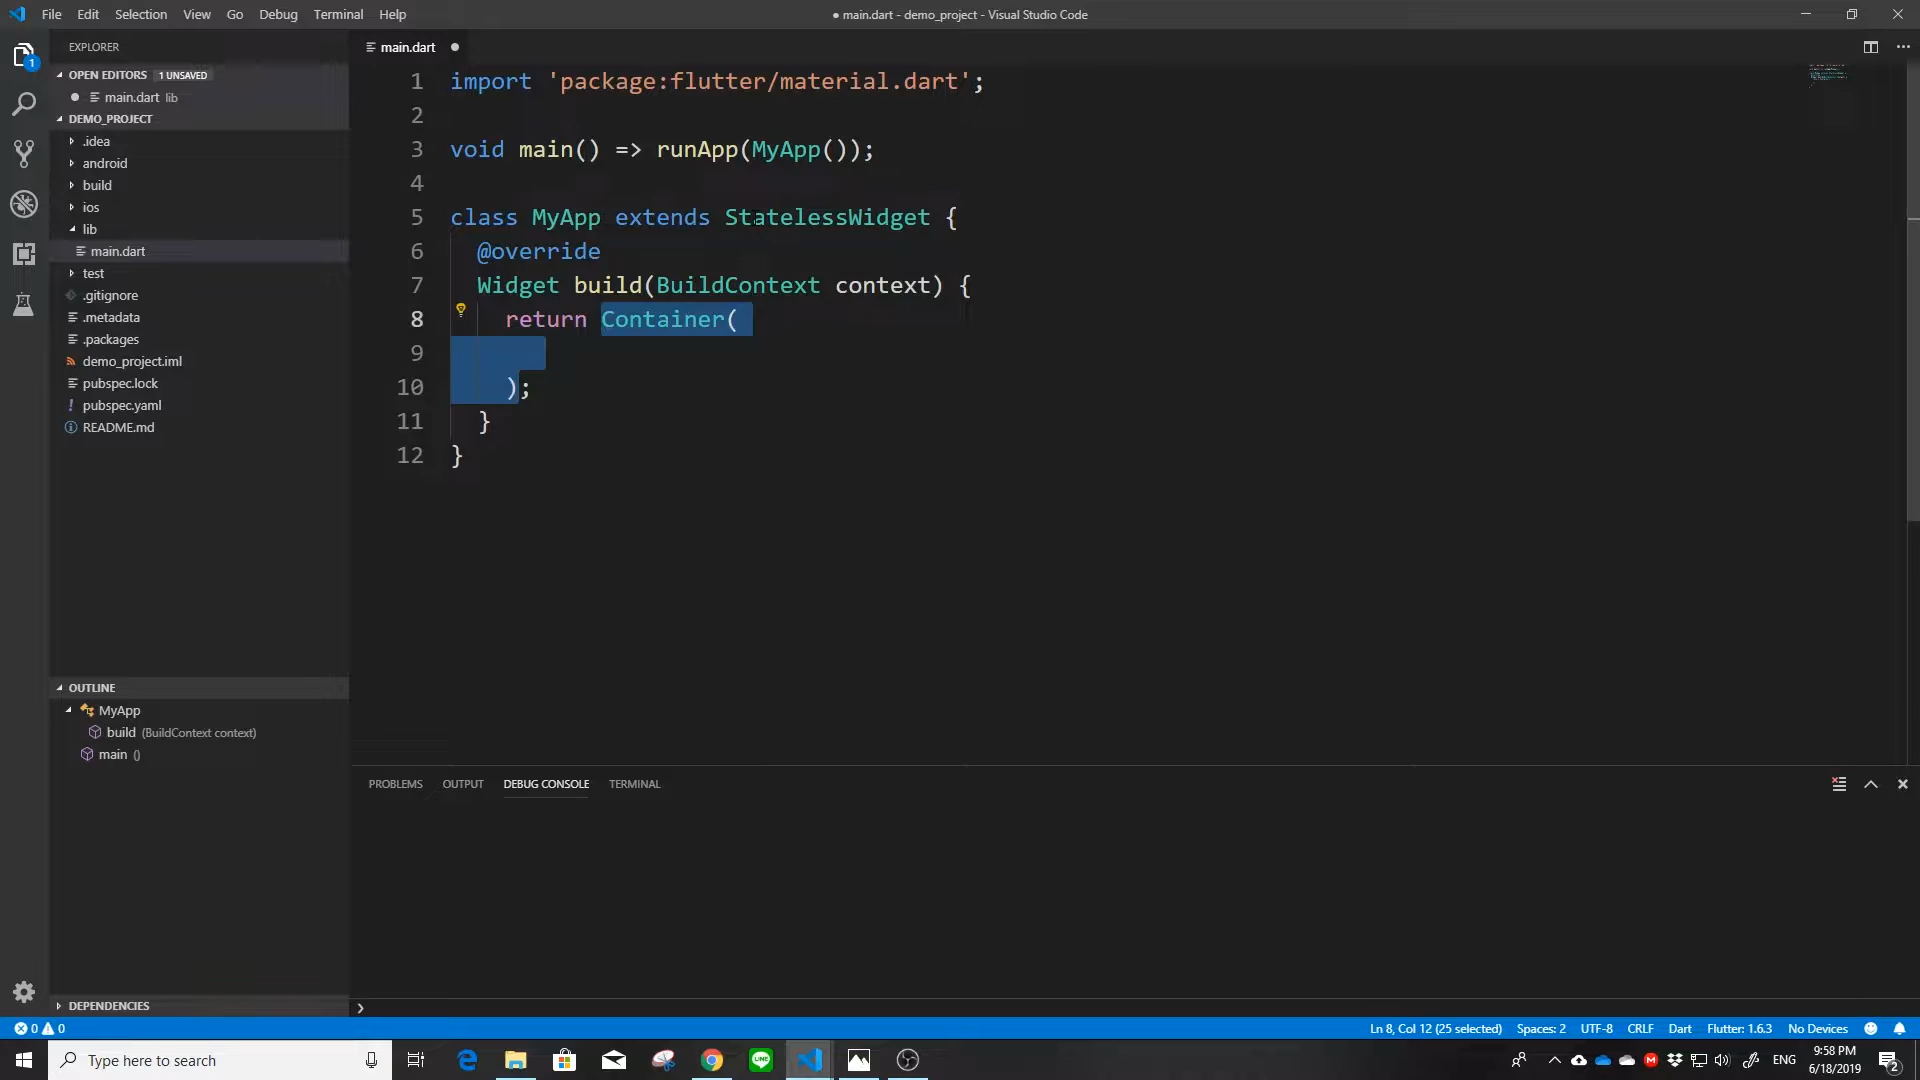 File Edit Selection View Go Debug Terminal Help
● main.dart - demo_project - Visual Studio Code
EXPLORER
OPEN EDITORS 1 UNSAVED
main.dart lib
DEMO_PROJECT
.idea
android
build
ios
lib
main.dart
test
.gitignore
.metadata
.packages
demo_project.iml
pubspec.lock
pubspec.yaml
README.md
OUTLINE
MyApp
build (BuildContext context)
main ()
DEPENDENCIES
1
main.dart
1 import 'package:flutter/material.dart';
2
3 void main() => runApp(MyApp());
4
5 class MyApp extends StatelessWidget {
6 @override
7 Widget build(BuildContext context) {
8 return Container(
9
10 );
11 }
12 }
PROBLEMS OUTPUT DEBUG CONSOLE TERMINAL
0 0 Ln 8, Col 12 (25 selected) Spaces: 2 UTF-8 CRLF Dart Flutter: 1.6.3 No Devices
Type here to search
LINE
ENG
9:58 PM
6/18/2019
2